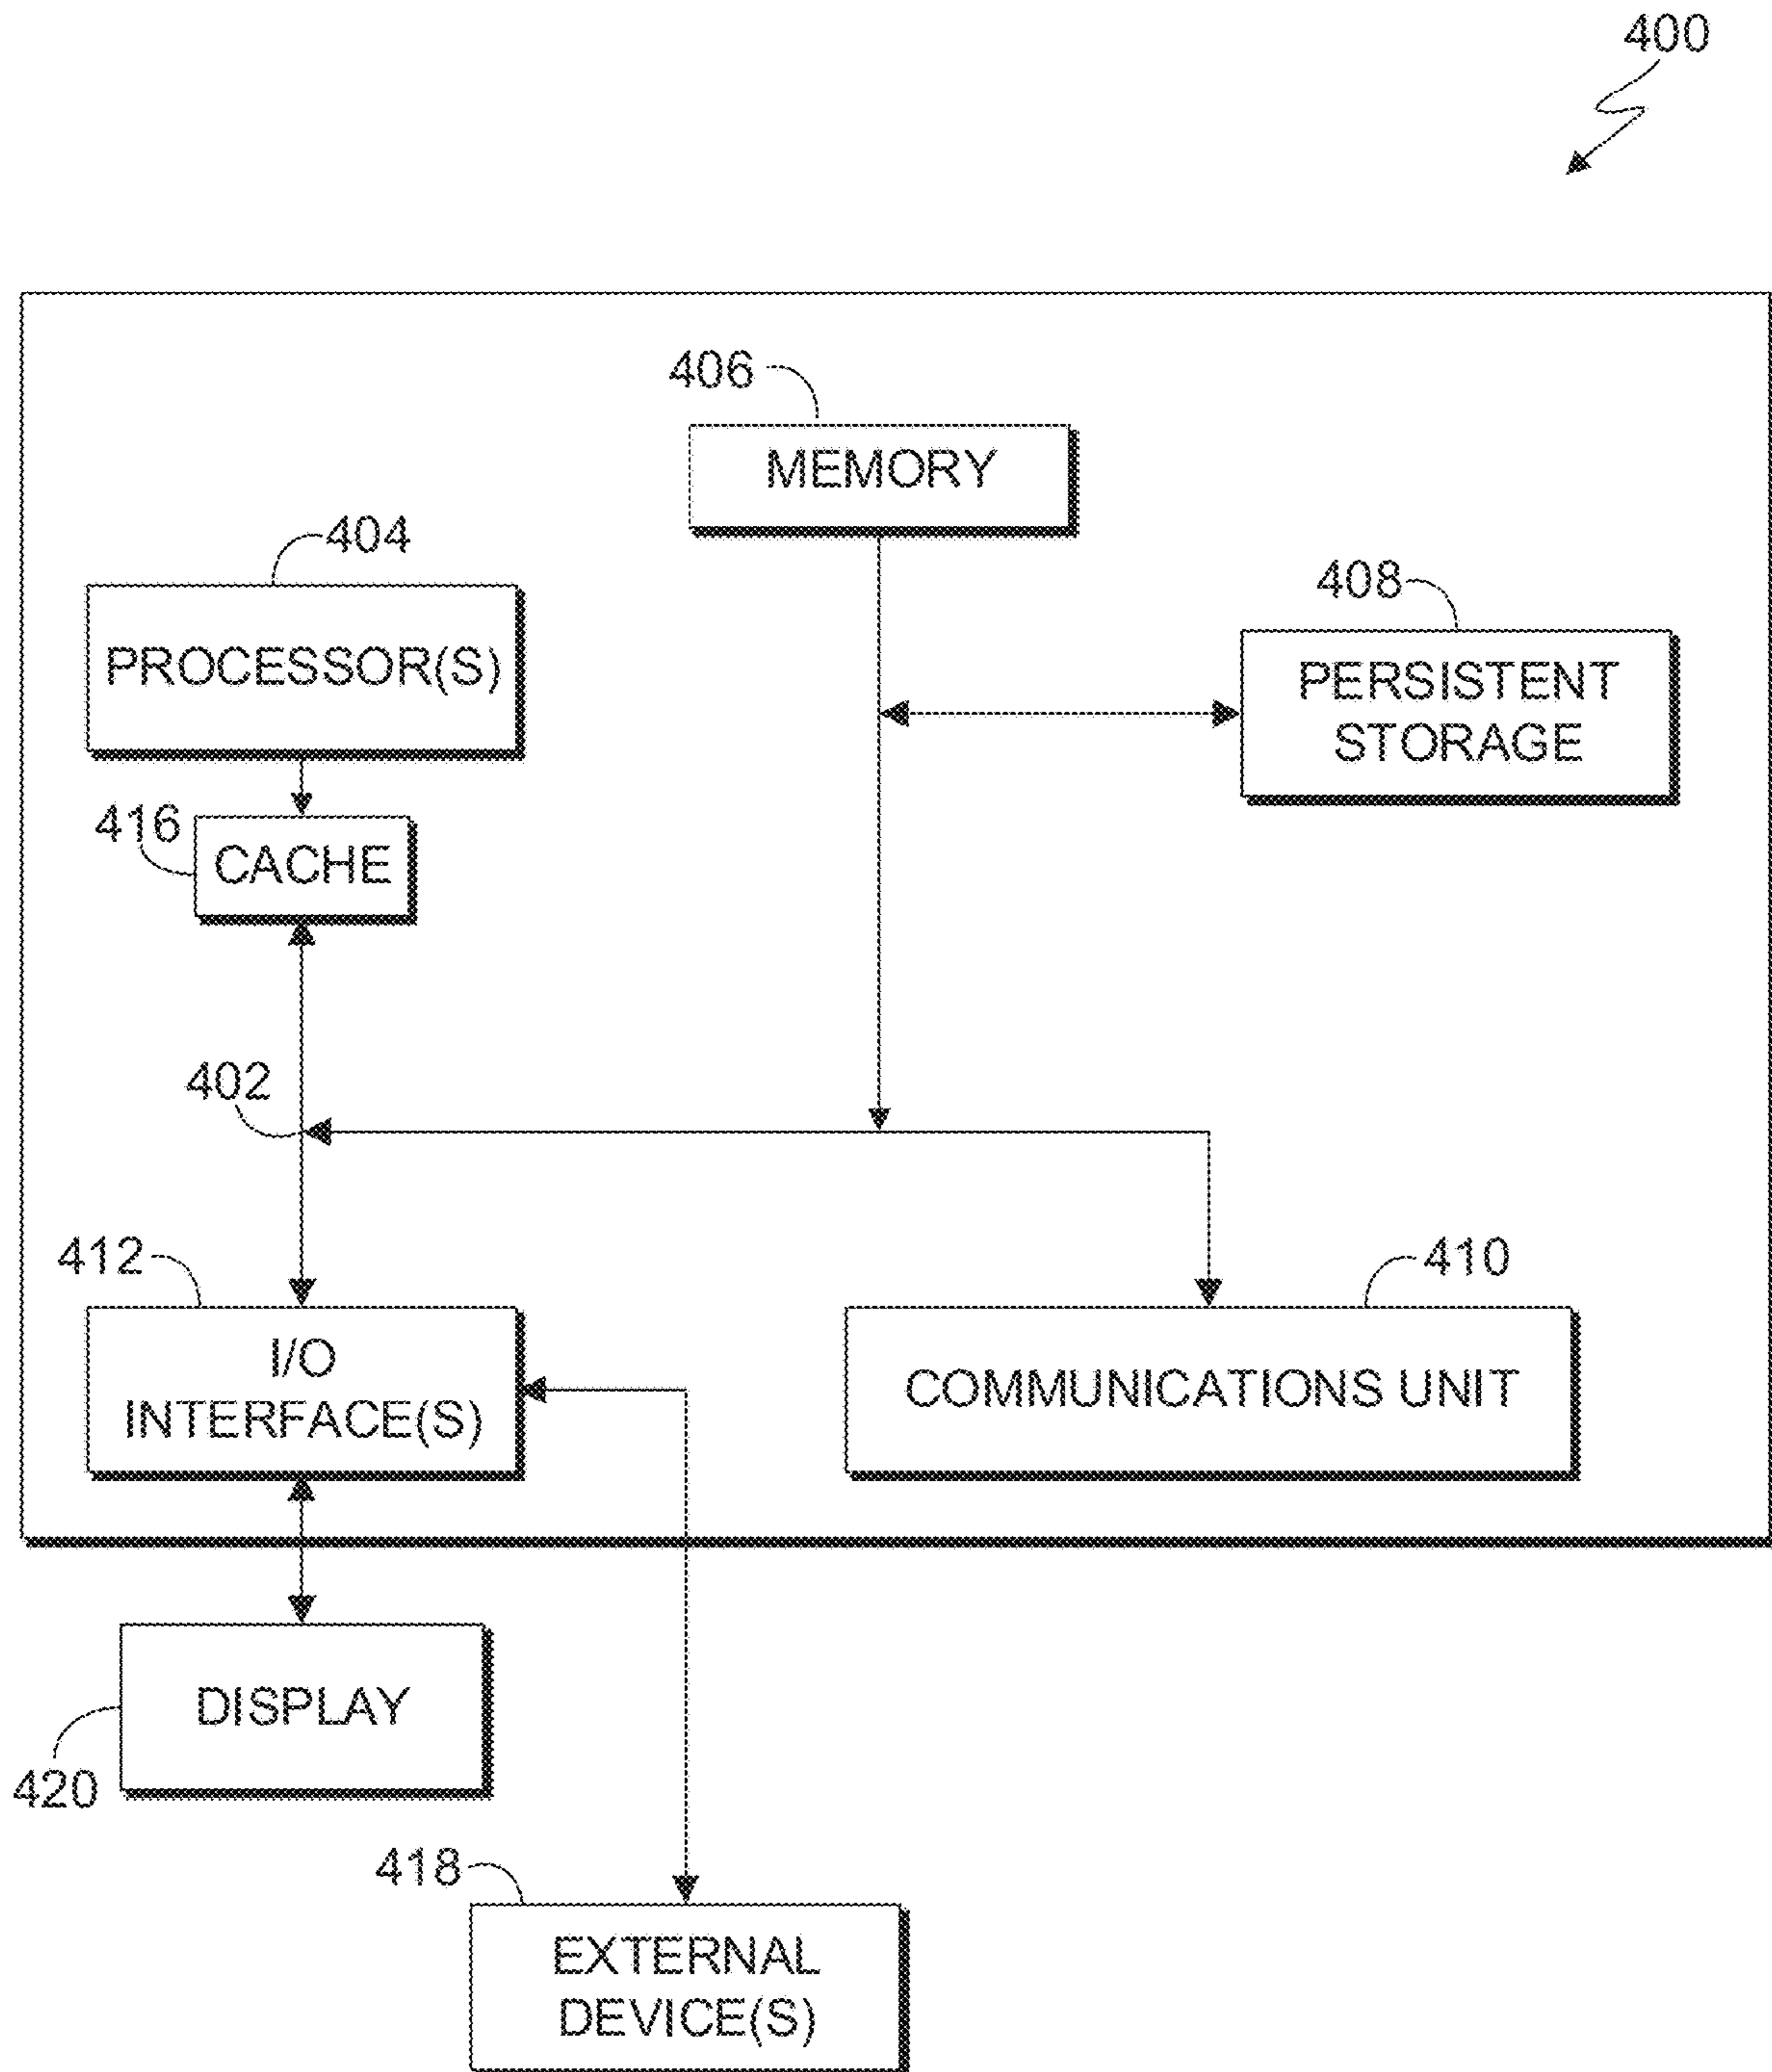 400
406
MEMORY
404
PROCESSOR(S)
408
PERSISTENT
STORAGE
416
CACHE
402
412
I/O
INTERFACE(S)
410
COMMUNICATIONS UNIT
DISPLAY
420
418
EXTERNAL
DEVICE(S)